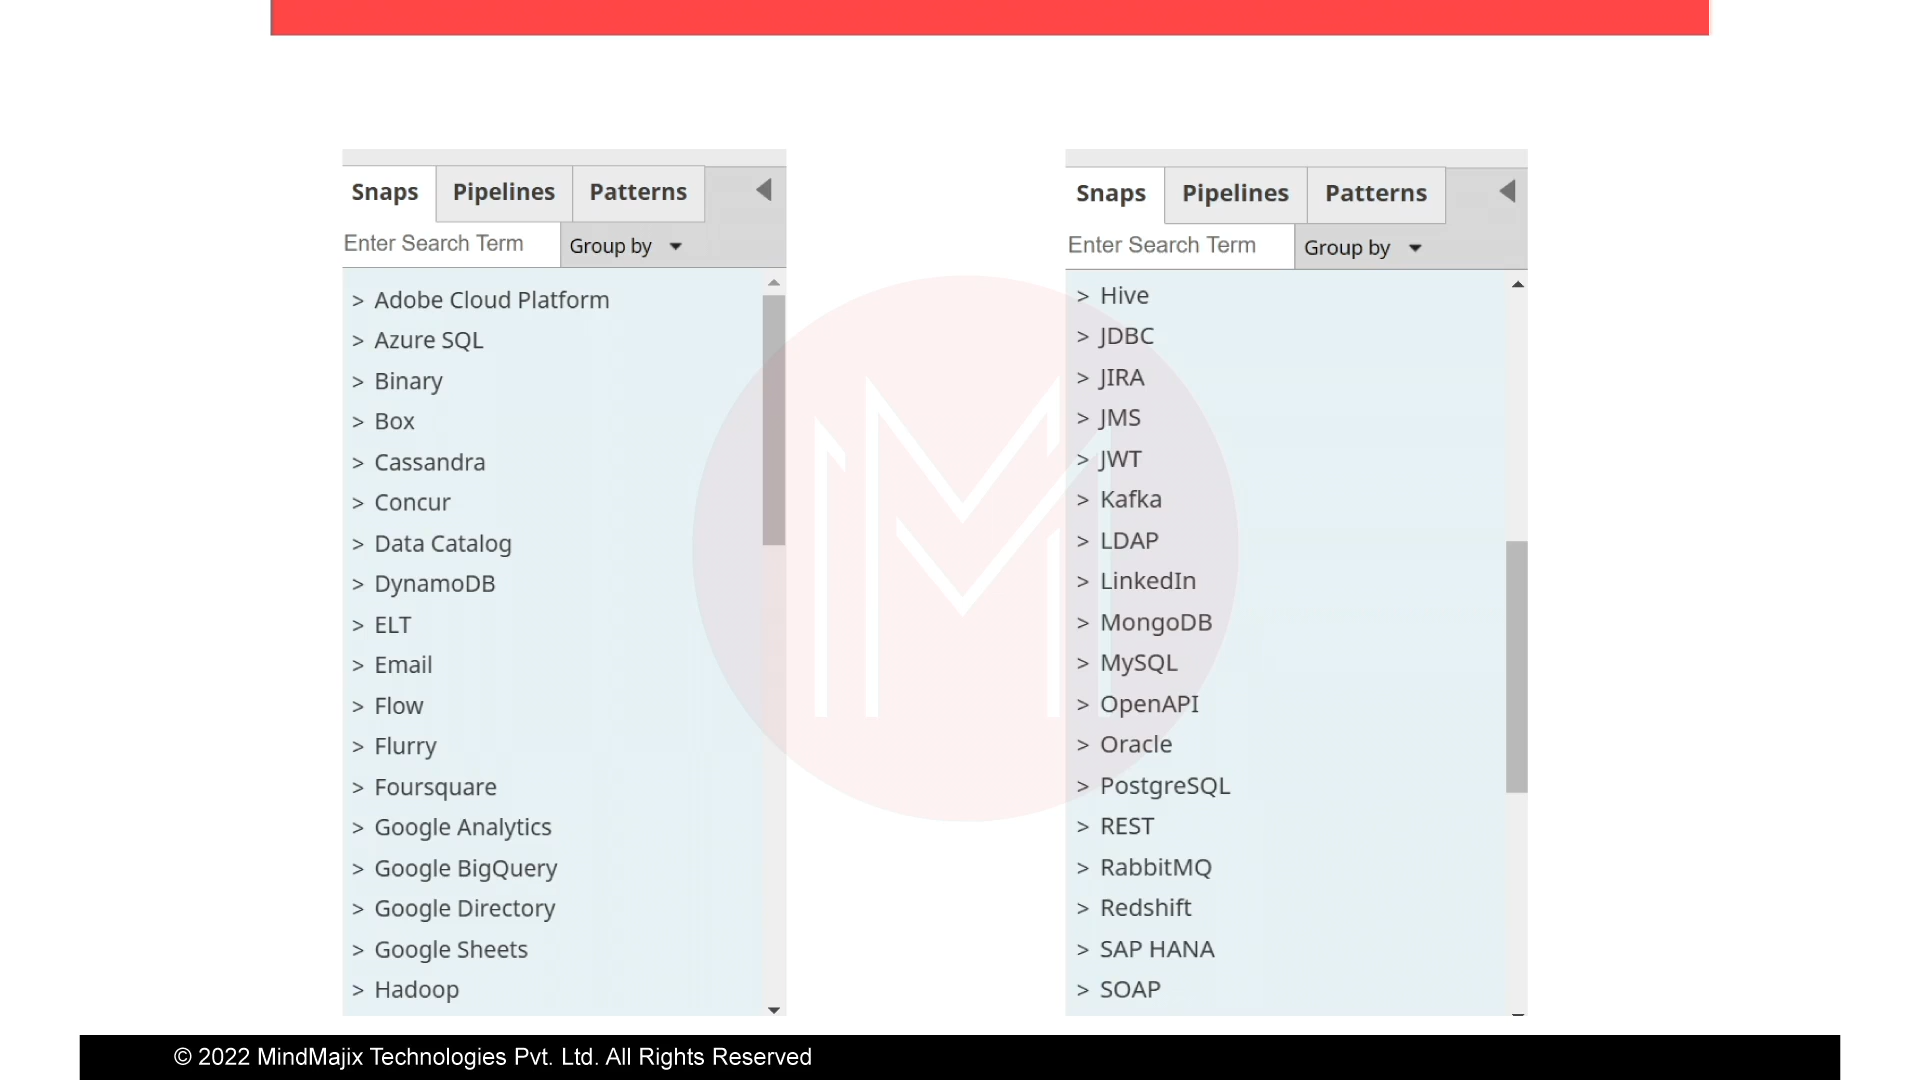 Snaps Pipelines Patterns
Enter Search Term Group by
> Adobe Cloud Platform
> Azure SQL
> Binary
> Box
> Cassandra
> Concur
> Data Catalog
> DynamoDB
> ELT
> Email
> Flow
> Flurry
> Foursquare
> Google Analytics
> Google BigQuery
> Google Directory
> Google Sheets
> Hadoop
Snaps Pipelines Patterns
Enter Search Term Group by
> Hive
> JDBC
> JIRA
> JMS
> JWT
> Kafka
> LDAP
> LinkedIn
> MongoDB
> MySQL
> OpenAPI
> Oracle
> PostgreSQL
> REST
> RabbitMQ
> Redshift
> SAP HANA
> SOAP
© 2022 MindMajix Technologies Pvt. Ltd. All Rights Reserved